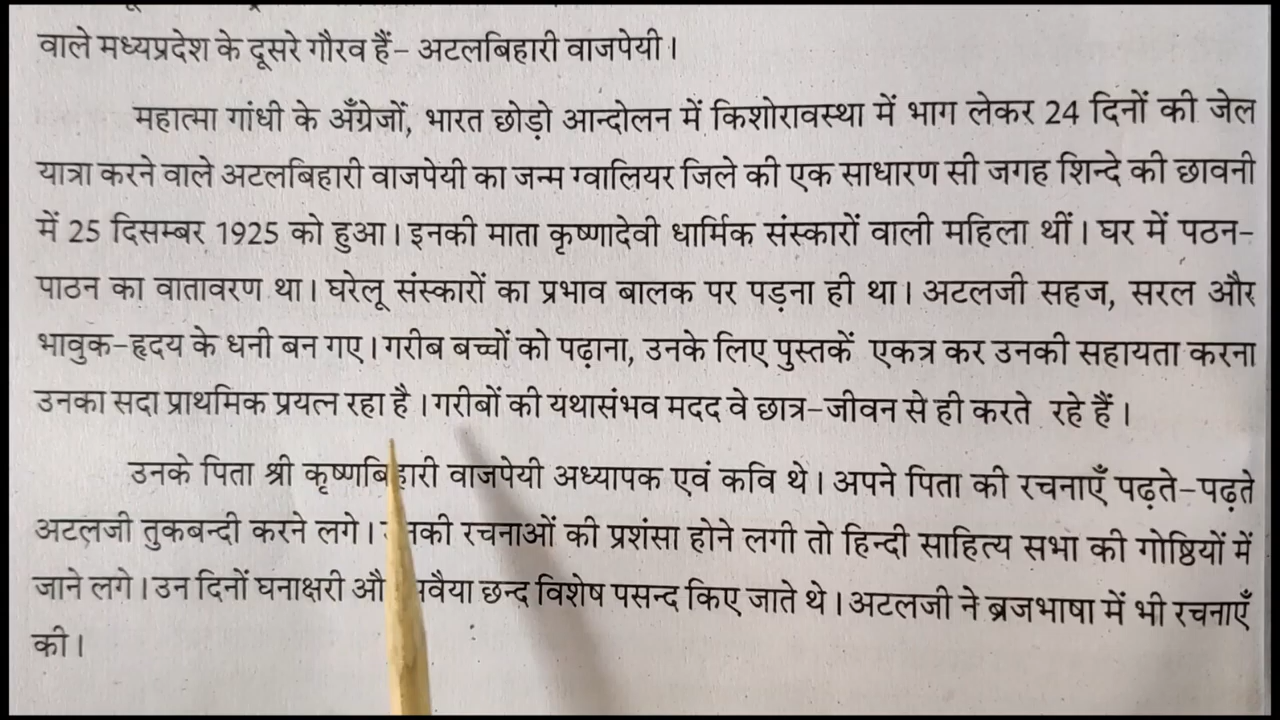 वाले मध्यप्रदेश के दूसरे गौरव हैं– अटलबिहारी वाजपेयी।
महात्मा गांधी के अँग्रेजों, भारत छोड़ो आन्दोलन में किशोरावस्था में भाग लेकर 24 दिनों की जेल
यात्रा करने वाले अटलबिहारी वाजपेयी का जन्म ग्वालियर जिले की एक साधारण सी जगह शिन्दे की छावनी
में 25 दिसम्बर 1925 को हुआ। इनकी माता कृष्णादेवी धार्मिक संस्कारों वाली महिला थीं। घर में पठन–
पाठन का वातावरण था। घरेलू संस्कारों का प्रभाव बालक पर पड़ना ही था। अटलजी सहज, सरल और
भावुक–हृदय के धनी बन गए। गरीब बच्चों को पढ़ाना, उनके लिए पुस्तकें एकत्र कर उनकी सहायता करना
उनका सदा प्राथमिक प्रयत्न रहा है। गरीबों की यथासंभव मदद वे छात्र–जीवन से ही करते रहे हैं।
उनके पिता श्री कृष्णबिहारी वाजपेयी अध्यापक एवं कवि थे। अपने पिता की रचनाएँ पढ़ते–पढ़ते
अटलजी तुकबन्दी करने लगे। रचनाओं की प्रशंसा होने लगी तो हिन्दी साहित्य सभा की गोष्ठियों में
जाने लगे। उन दिनों घनाक्षरी छन्द विशेष पसन्द किए जाते थे। अटलजी ने ब्रजभाषा में भी रचनाएँ
की।